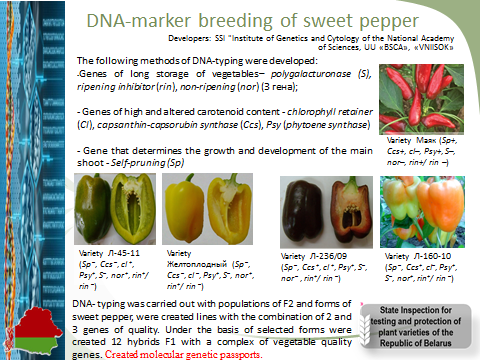 DNA-marker breeding of sweet pepper
Developers: SSI "Institute of Genetics and Cytology of the National Academy
of Sciences, UU «BSCA», «VNIISOK»
The following methods of DNA-typing were developed:
-Genes of long storage of vegetables– polygalacturonase (S),
ripening inhibitor (rin), non-ripening (nor) (3 гена);
- Genes of high and altered carotenoid content - chlorophyll retainer
(Cl), capsanthin-capsorubin synthase (Ccs), Psy (phytoene synthase)
- Gene that determines the growth and development of the main
shoot - Self-pruning (Sp)
Variety Маяк (Sp+,
Ccs+, cl–, Psy+, S–,
nor–, rin+/ rin –)
Variety Л-45-11
(Sp⁻, Ccs⁻, cl⁺,
Psy⁺, S⁻, nor⁺, rin⁺/
rin⁻)
Variety
Желтоплодный (Sp⁻,
Ccs⁻, cl⁻, Psy⁺, S⁻, nor⁺,
rin⁺/ rin⁻)
Variety Л-236/09
(Sp⁻, Ccs⁺, cl⁺, Psy⁺, S⁻,
nor⁺, rin⁺/ rin⁻)
Variety Л-160-10
(Sp⁻, Ccs⁺, cl⁻, Psy⁺,
S⁻, nor⁺, rin⁺/ rin⁻)
DNA- typing was carried out with populations of F2 and forms of
sweet pepper, were created lines with the combination of 2 and
3 genes of quality. Under the basis of selected forms were
created 12 hybrids F1 with a complex of vegetable quality
genes. Created molecular genetic passports.
State Inspection for
testing and protection of
plant varieties of the
Republic of Belarus